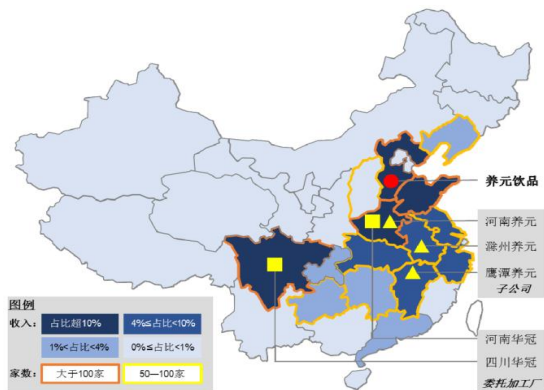 养元饮品
河南养元
滁州养元
鹰潭养元
子公司
河南华冠
四川华冠
委托加工厂
图例
收入： 占比超10% 4%≤占比<10%
1%<占比<4% 0%≤占比<1%
家数： 大于100家 50—100家